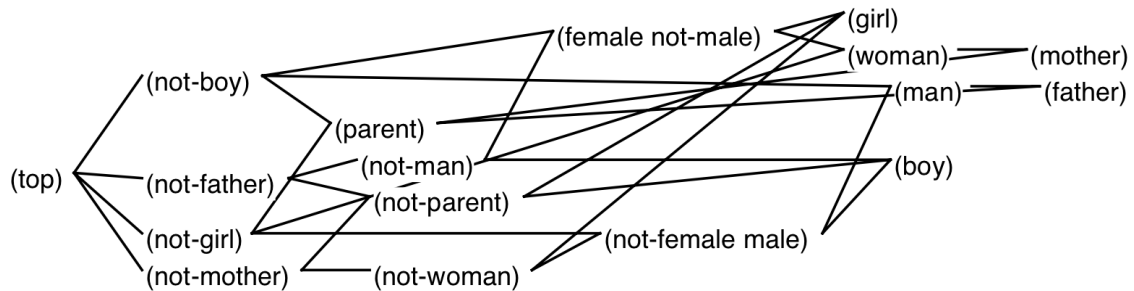 (girl)
(female not-male)
(woman)
(mother)
(not-boy)
(man)
(father)
(parent)
(not-man)
(boy)
(top)
(not-father)
(not-parent)
(not-girl)
(not-female male)
(not-mother)
(not-woman)